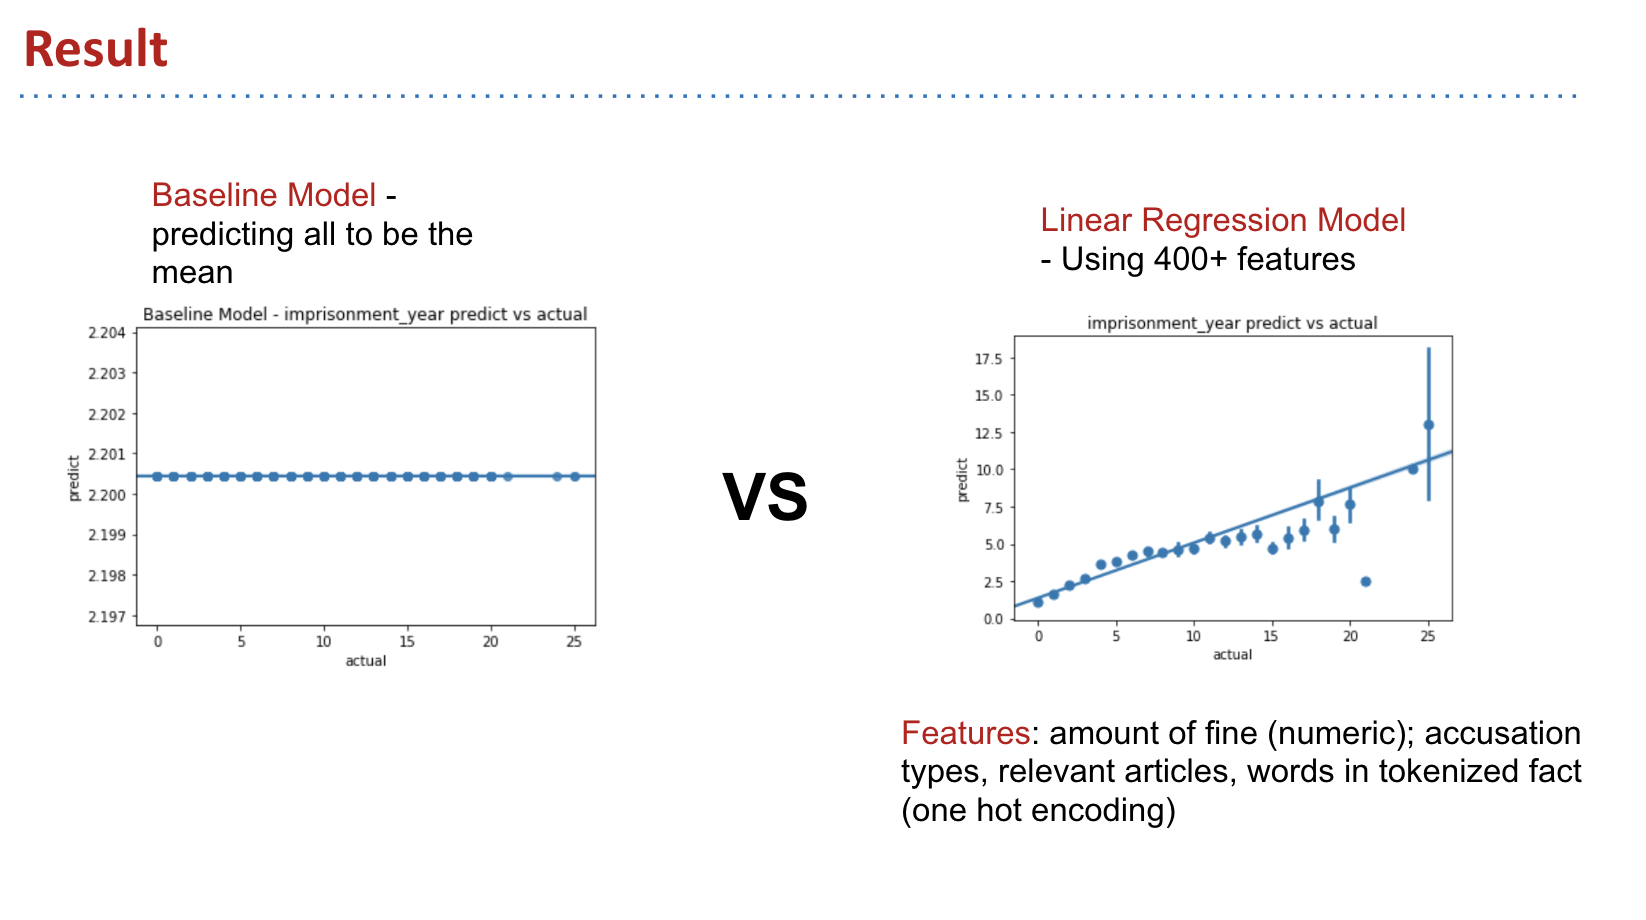 Result
Baseline Model -
predicting all to be the
mean
Baseline Model - imprisonment_year predict vs actual
2.204
2.203
2.202
2.201
2.200
2.199
2.198
2.197
predict
0 5 10 15 20 25
actual
VS
Linear Regression Model
- Using 400+ features
imprisonment_year predict vs actual
17.5
15.0
12.5
10.0
7.5
5.0
2.5
0.0
predict
0 5 10 15 20 25
actual
Features: amount of fine (numeric); accusation
types, relevant articles, words in tokenized fact
(one hot encoding)